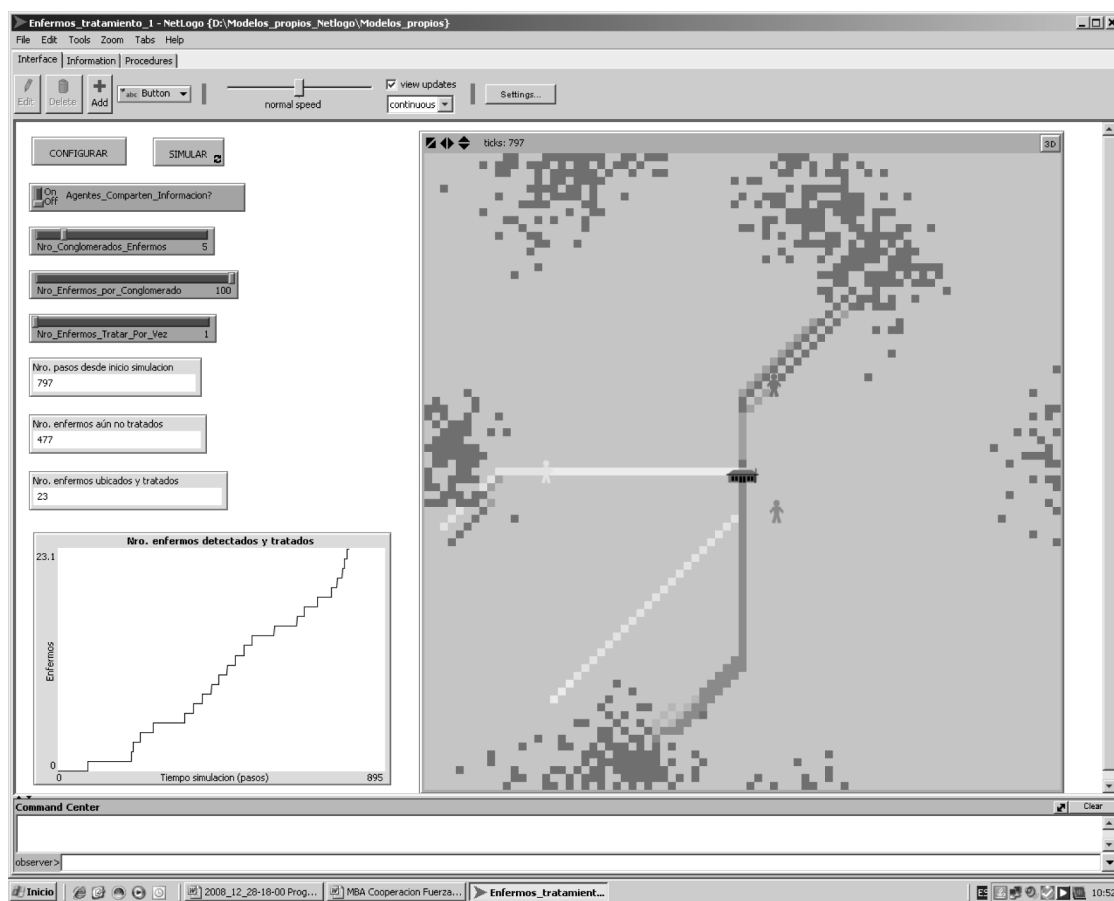 Enfermos_tratamiento_1 - NetLogo {D:\Modelos_propios_Netlogo\Modelos_propios}
File Edit Tools Zoom Tabs Help
Interface Information Procedures
Edit Delete Add abc Button
normal speed
view updates
continuous
Settings...
CONFIGURAR SIMULAR
On
Off
Agentes_Comparten_Informacion?
Nro_Conglomerados_Enfermos 5
Nro_Enfermos_por_Conglomerado 100
Nro_Enfermos_Tratar_Por_Vez 1
Nro. pasos desde inicio simulacion
797
Nro. enfermos aún no tratados
477
Nro. enfermos ubicados y tratados
23
Nro. enfermos detectados y tratados
23.1
Enfermos
0
0 Tiempo simulacion (pasos) 895
ticks: 797
3D
Command Center Clear
observer>
Inicio 2008_12_28-18-00 Prog... MBA Cooperacion Fuerza... Enfermos_tratamient... ES 10:52